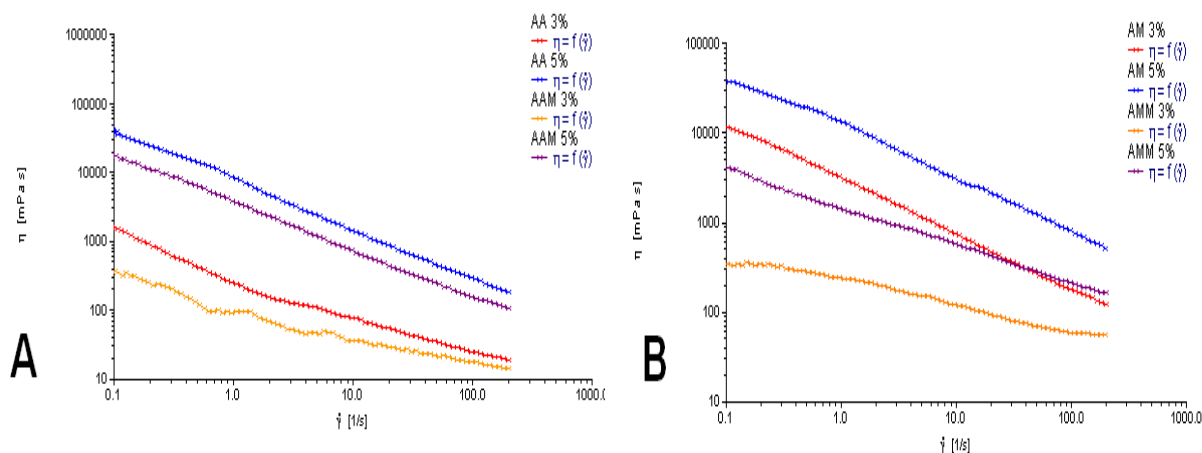 AA 3%
η = f (γ̇)
AA 5%
η = f (γ̇)
AAM 3%
η = f (γ̇)
AAM 5%
η = f (γ̇)
1000000
100000
10000
1000
100
10
η [mPa s]
0.1 1.0 10.0 100.0 1000.0
γ̇ [1/s]
A
AM 3%
η = f (γ̇)
AM 5%
η = f (γ̇)
AMM 3%
η = f (γ̇)
AMM 5%
η = f (γ̇)
100000
10000
1000
100
10
η [mPa s]
0.1 1.0 10.0 100.0 1000.0
γ̇ [1/s]
B